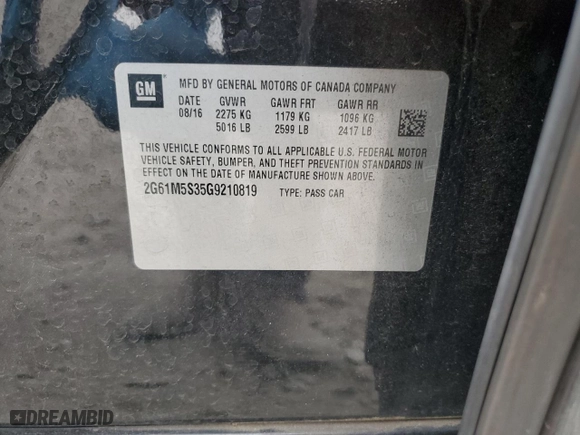 GM
MFD BY GENERAL MOTORS OF CANADA COMPANY
DATE GVWR GAWR FRT GAWR RR
08/16 2275 KG 1179 KG 1096 KG
5016 LB 2599 LB 2417 LB
THIS VEHICLE CONFORMS TO ALL APPLICABLE U.S. FEDERAL MOTOR
VEHICLE SAFETY, BUMPER, AND THEFT PREVENTION STANDARDS IN
EFFECT ON THE DATE OF MANUFACTURE SHOWN ABOVE.
2G61M5S35G9210819 TYPE: PASS CAR
DREAMBID